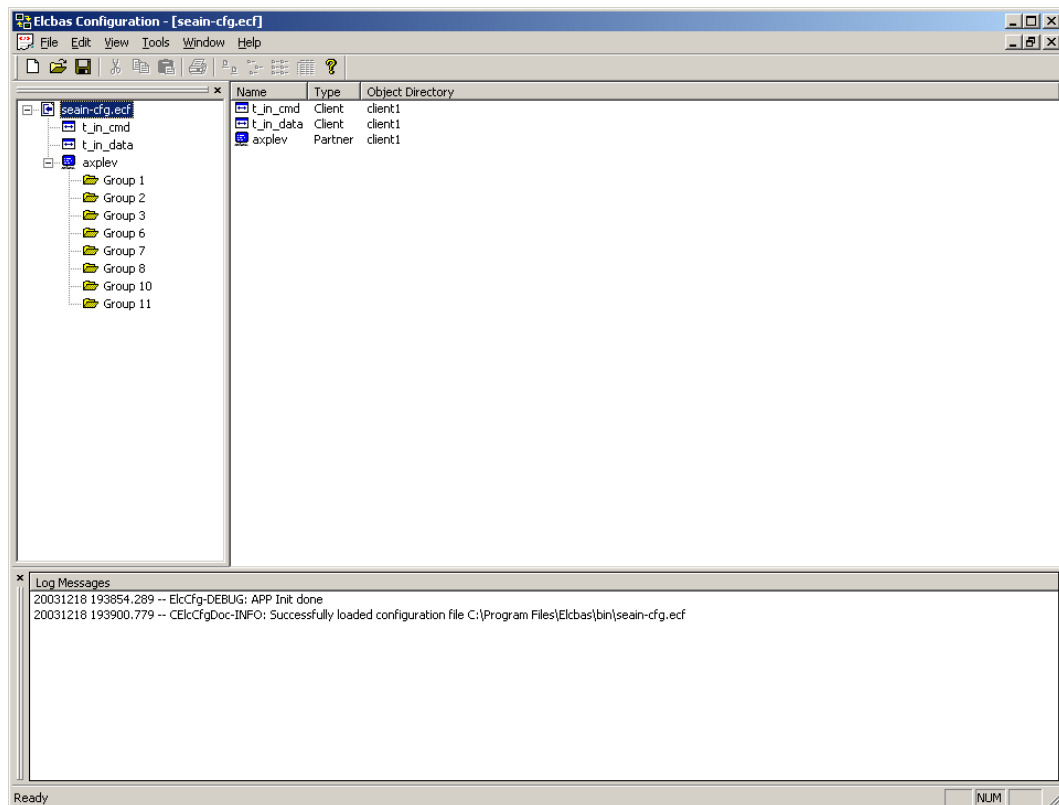 Elcbas Configuration - [seain-cfg.ecf]
File Edit View Tools Window Help
seain-cfg.ecf
t_in_cmd
t_in_data
axplev
Group 1
Group 2
Group 3
Group 6
Group 7
Group 8
Group 10
Group 11
Name Type Object Directory
t_in_cmd Client client1
t_in_data Client client1
axplev Partner client1
Log Messages
20031218 193854.289 -- ElcCfg-DEBUG: APP Init done
20031218 193900.779 -- CElcCfgDoc-INFO: Successfully loaded configuration file C:\Program Files\Elcbas\bin\seain-cfg.ecf
Ready NUM